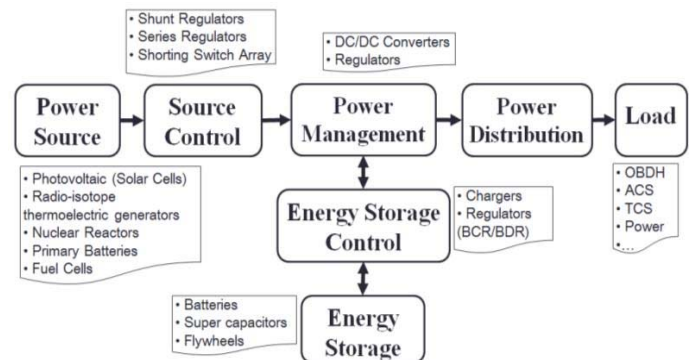 • Shunt Regulators
• Series Regulators
• Shorting Switch Array
• DC/DC Converters
• Regulators
Power
Source
Source
Control
Power
Management
Power
Distribution
Load
• Photovoltaic (Solar Cells)
• Radio-isotope
thermoelectric generators
• Nuclear Reactors
• Primary Batteries
• Fuel Cells
Energy Storage
Control
• Chargers
• Regulators
(BCR/BDR)
• OBDH
• ACS
• TCS
• Power
•...
• Batteries
• Super capacitors
• Flywheels
Energy
Storage